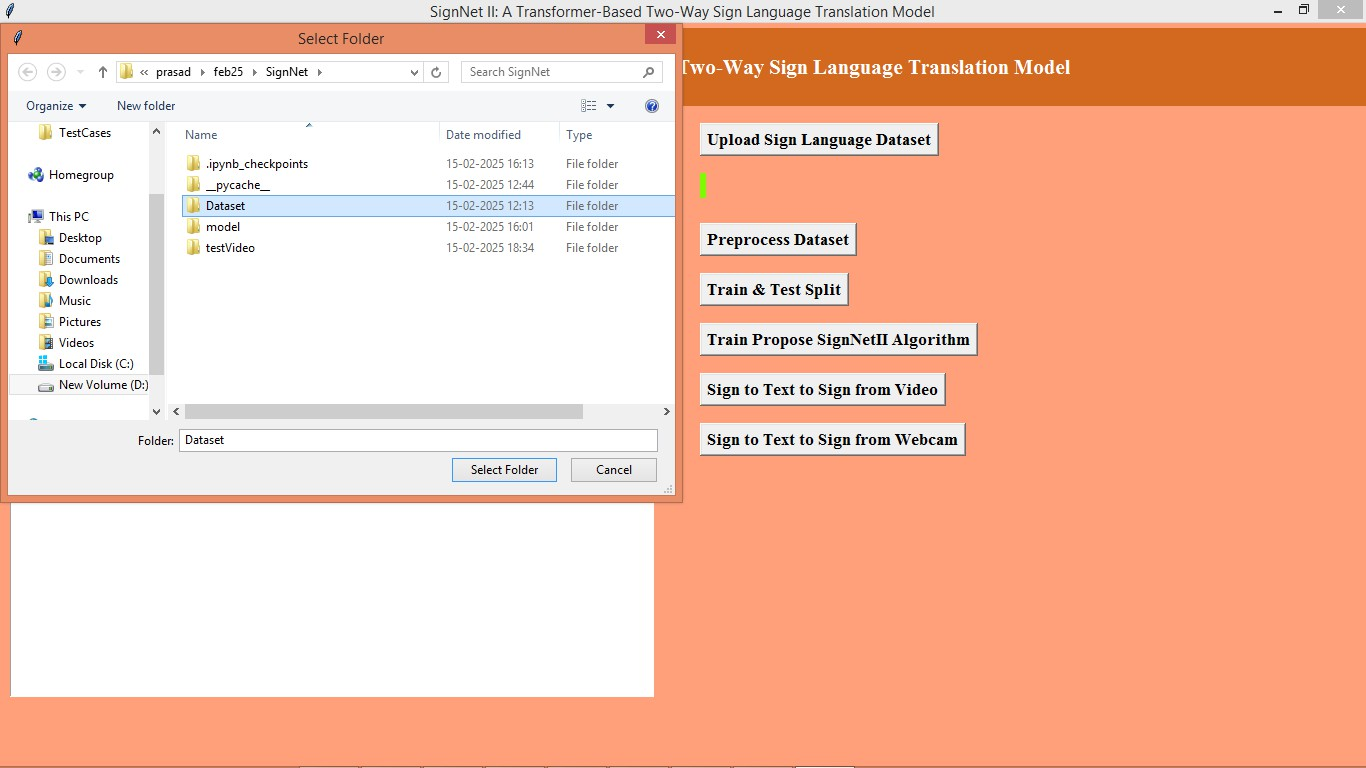 SignNet II: A Transformer-Based Two-Way Sign Language Translation Model
Select Folder
« prasad feb25 SignNet
Search SignNet
Organize
New folder
TestCases
Homegroup
This PC
Desktop
Documents
Downloads
Music
Pictures
Videos
Local Disk (C:)
New Volume (D:)
Name Date modified Type
.ipynb_checkpoints 15-02-2025 16:13 File folder
__pycache__ 15-02-2025 12:44 File folder
Dataset 15-02-2025 12:13 File folder
model 15-02-2025 16:01 File folder
testVideo 15-02-2025 18:34 File folder
Folder: Dataset
Select Folder Cancel
Two-Way Sign Language Translation Model
Upload Sign Language Dataset
Preprocess Dataset
Train & Test Split
Train Propose SignNetII Algorithm
Sign to Text to Sign from Video
Sign to Text to Sign from Webcam